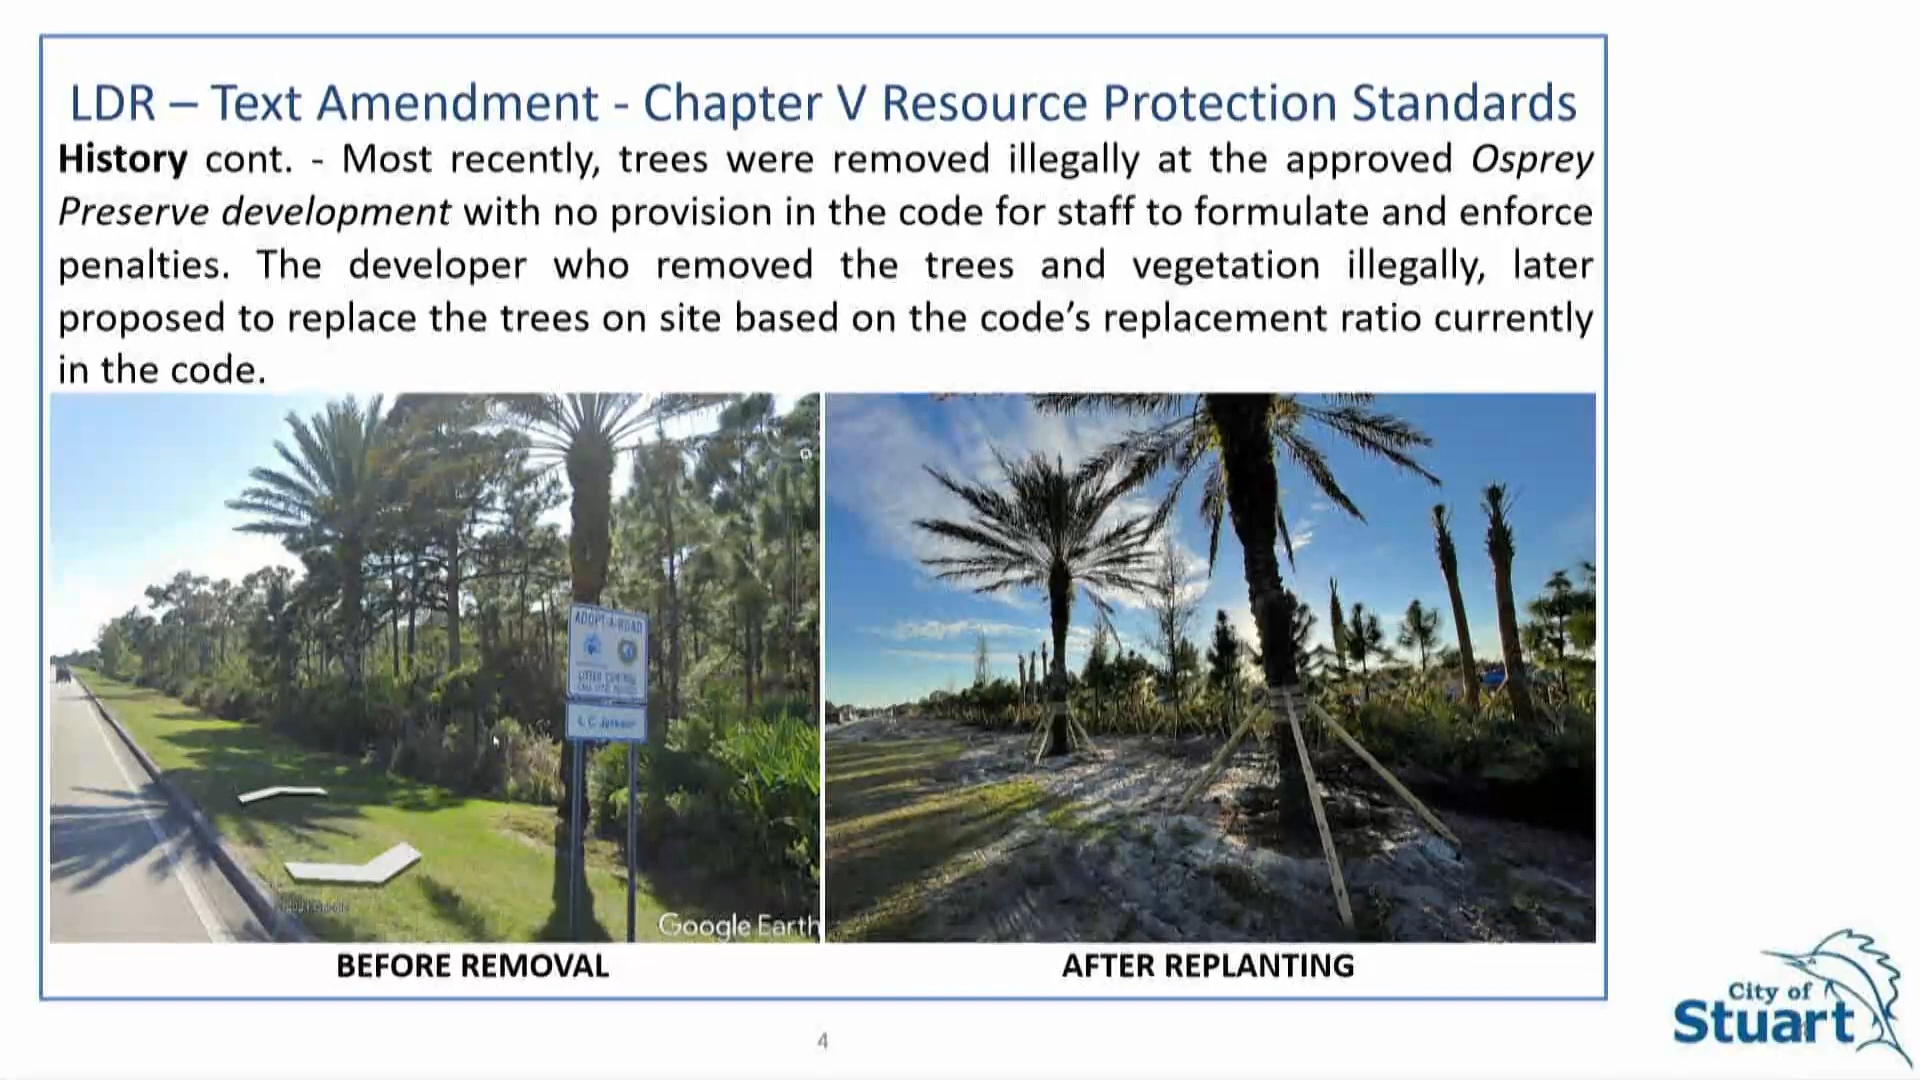 LDR – Text Amendment - Chapter V Resource Protection Standards
History cont. - Most recently, trees were removed illegally at the approved Osprey
Preserve development with no provision in the code for staff to formulate and enforce
penalties. The developer who removed the trees and vegetation illegally, later
proposed to replace the trees on site based on the code’s replacement ratio currently
in the code.
ADOPT-A-ROAD
LITTER CONTROL
Google Earth
BEFORE REMOVAL
AFTER REPLANTING
City of
Stuart
4